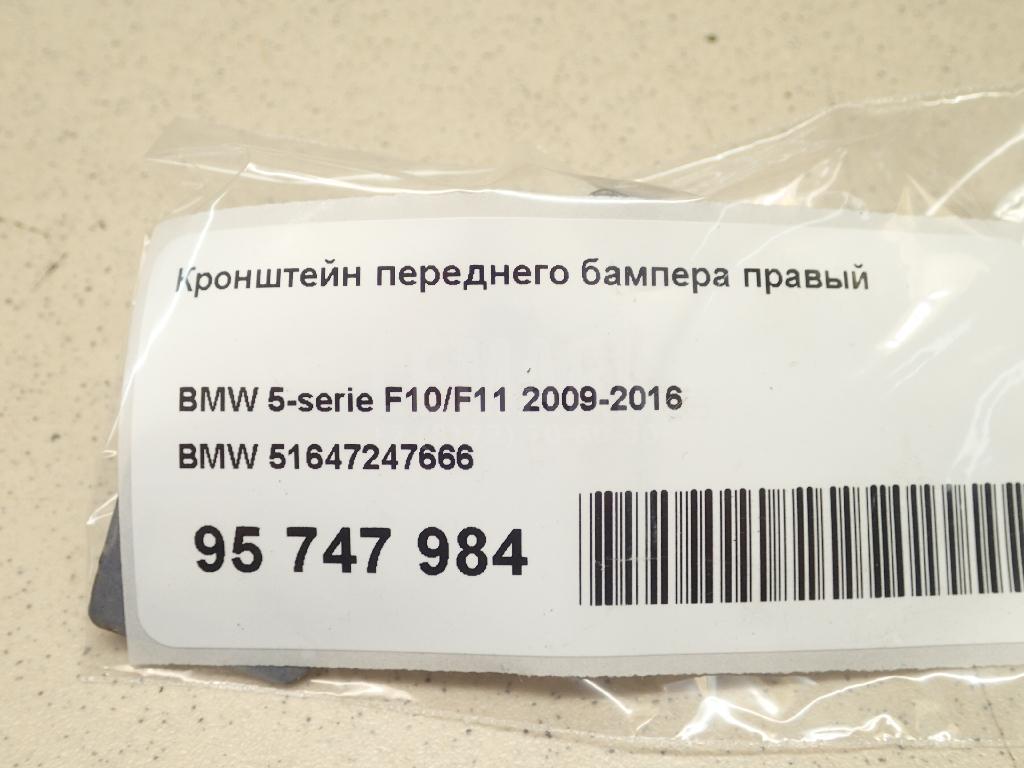 Кронштейн переднего бампера правый
BMW 5-serie F10/F11 2009-2016
BMW 51647247666
95 747 984